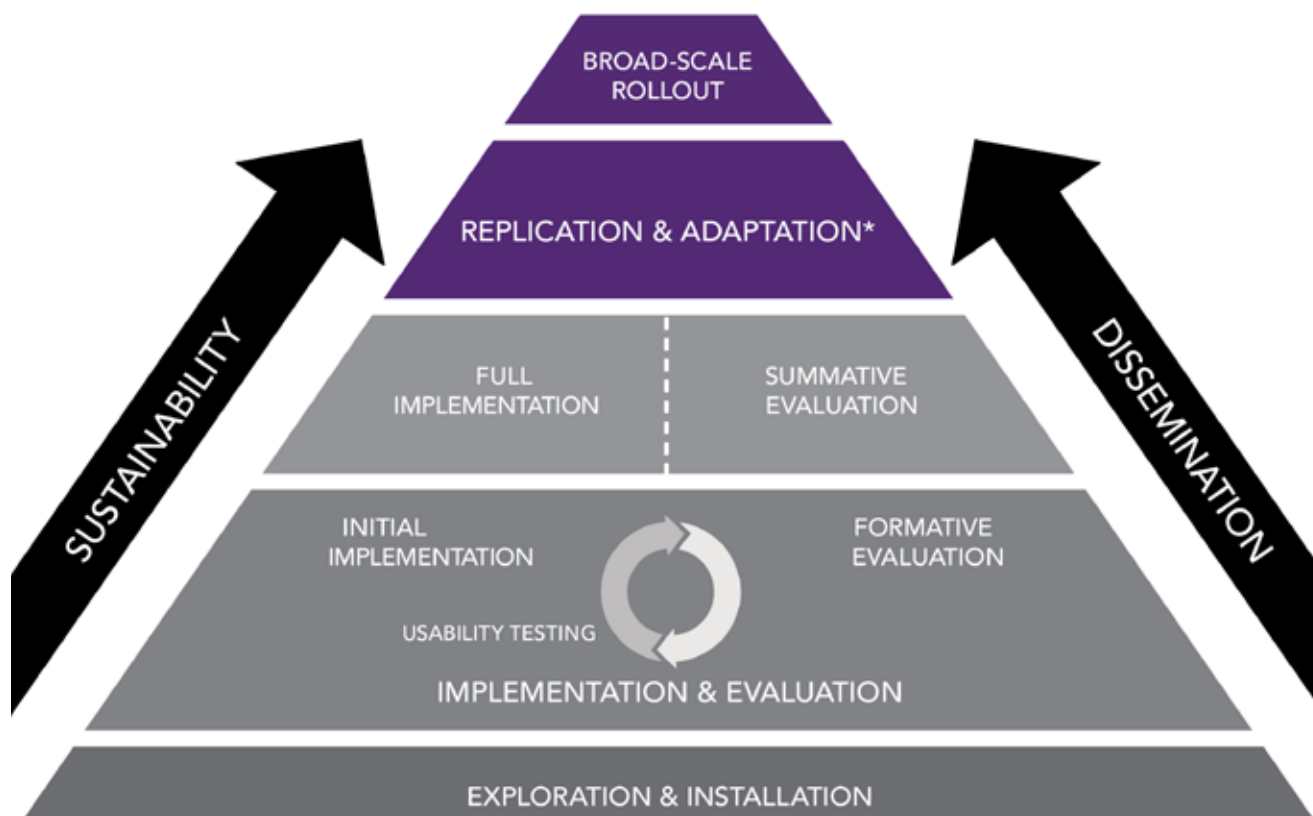 BROAD-SCALE
ROLLOUT
REPLICATION & ADAPTATION*
SUSTAINABILITY
DISSEMINATION
FULL
IMPLEMENTATION
SUMMATIVE
EVALUATION
INITIAL
IMPLEMENTATION
FORMATIVE
EVALUATION
USABILITY TESTING
IMPLEMENTATION & EVALUATION
EXPLORATION & INSTALLATION